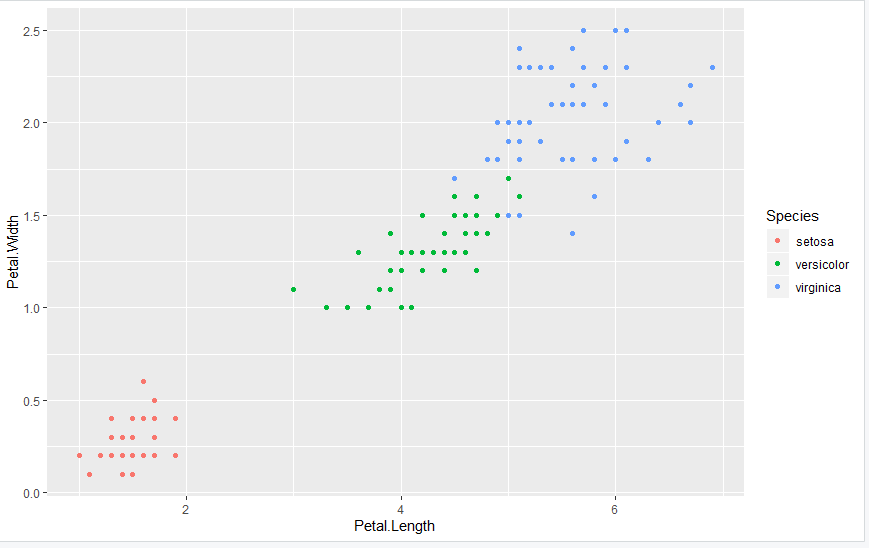 2.5
2.0
1.5
1.0
0.5
0.0
Petal.Width
2
4
6
Petal.Length
Species
setosa
versicolor
virginica